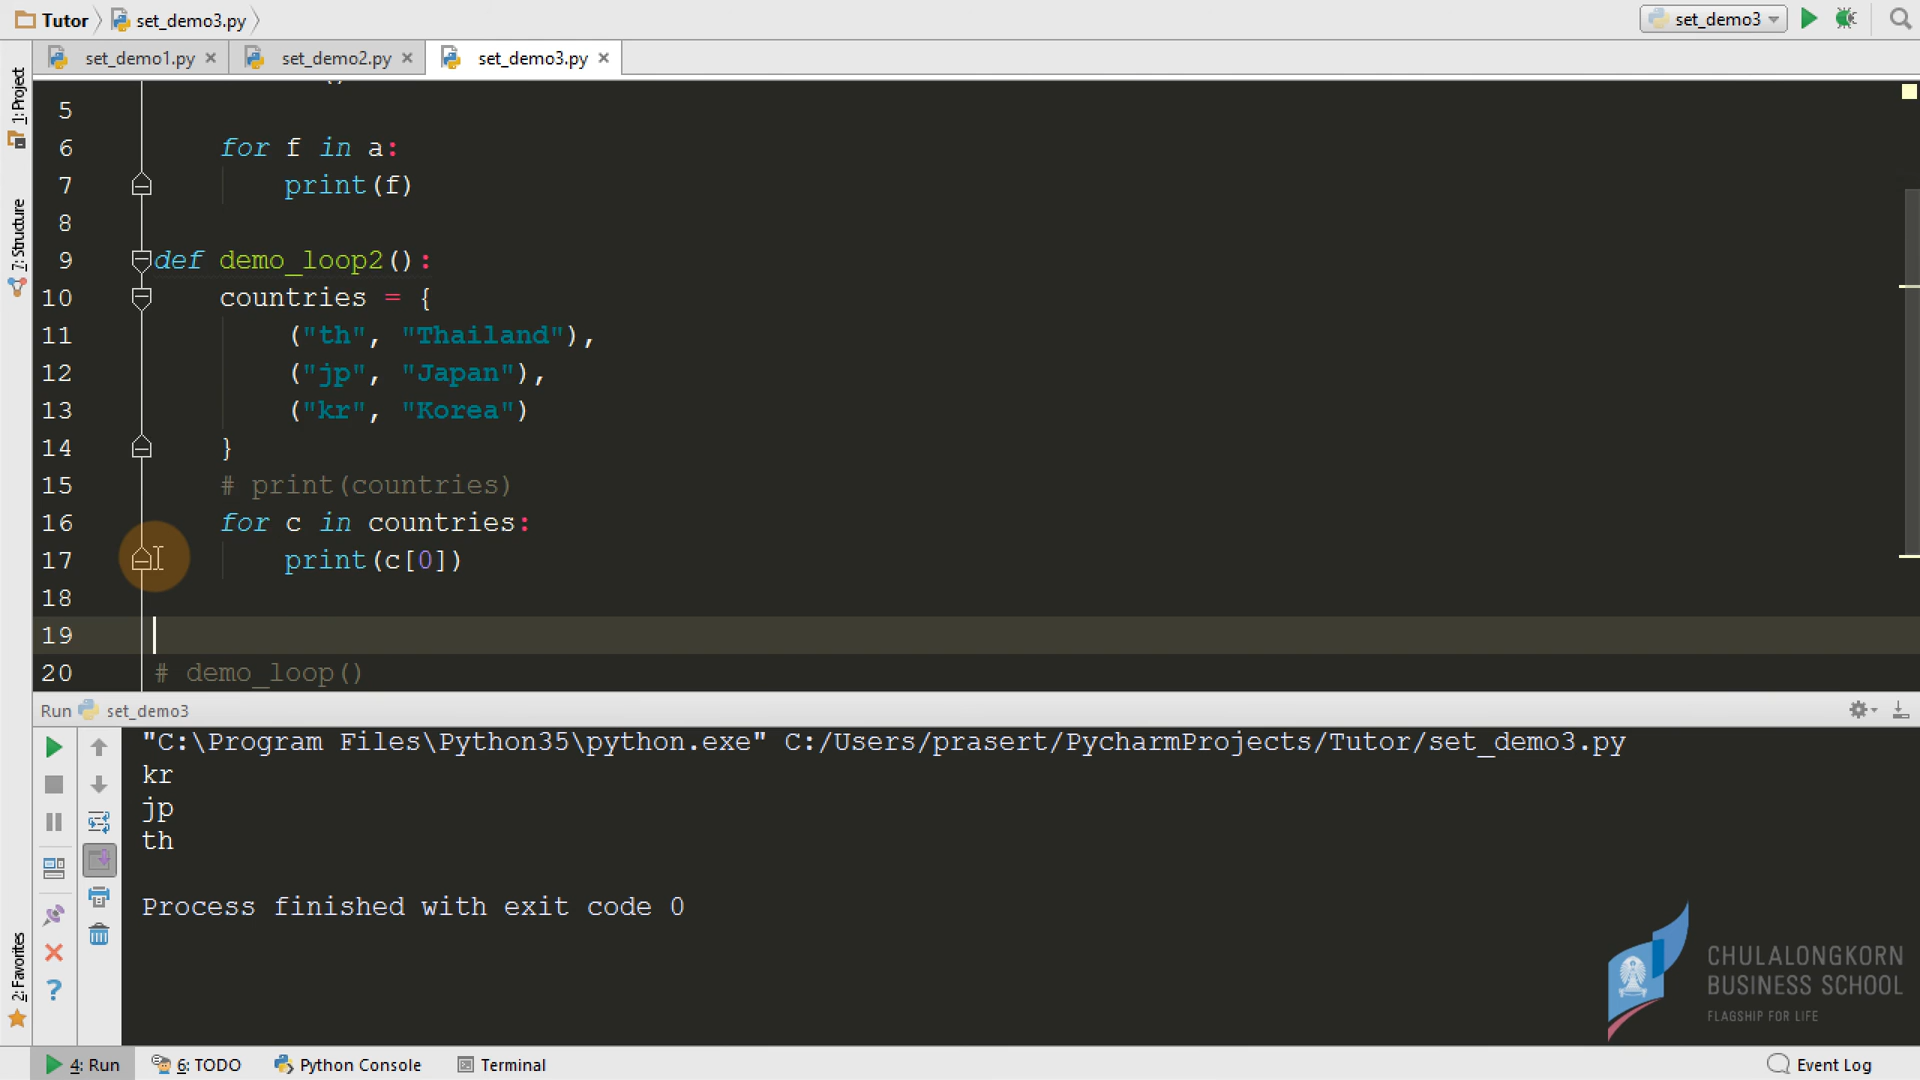 Tutor set_demo3.py set_demo3
set_demo1.py set_demo2.py set_demo3.py
1: Project
7: Structure
2: Favorites
5
6 for f in a:
7 print(f)
8
9 def demo_loop2():
10 countries = {
11 ("th", "Thailand"),
12 ("jp", "Japan"),
13 ("kr", "Korea")
14 }
15 # print(countries)
16 for c in countries:
17 print(c[0])
18
19
20 # demo_loop()
Run set_demo3
"C:\Program Files\Python35\python.exe" C:/Users/prasert/PycharmProjects/Tutor/set_demo3.py
kr
jp
th
Process finished with exit code 0
CHULALONGKORN
BUSINESS SCHOOL
FLAGSHIP FOR LIFE
4: Run 6: TODO Python Console Terminal Event Log